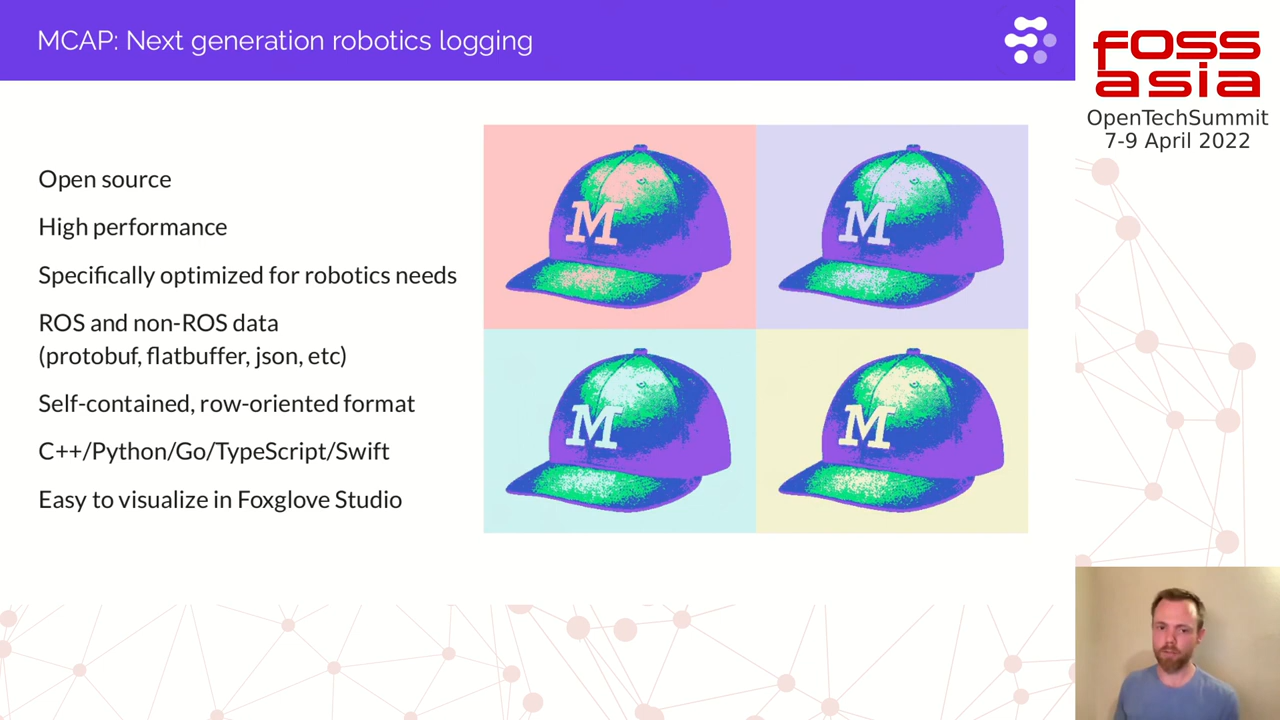 MCAP: Next generation robotics logging
Open source
High performance
Specifically optimized for robotics needs
ROS and non-ROS data
(protobuf, flatbuffer, json, etc)
Self-contained, row-oriented format
C++/Python/Go/TypeScript/Swift
Easy to visualize in Foxglove Studio
M
M
M
M
foss
asia
OpenTechSummit
7-9 April 2022